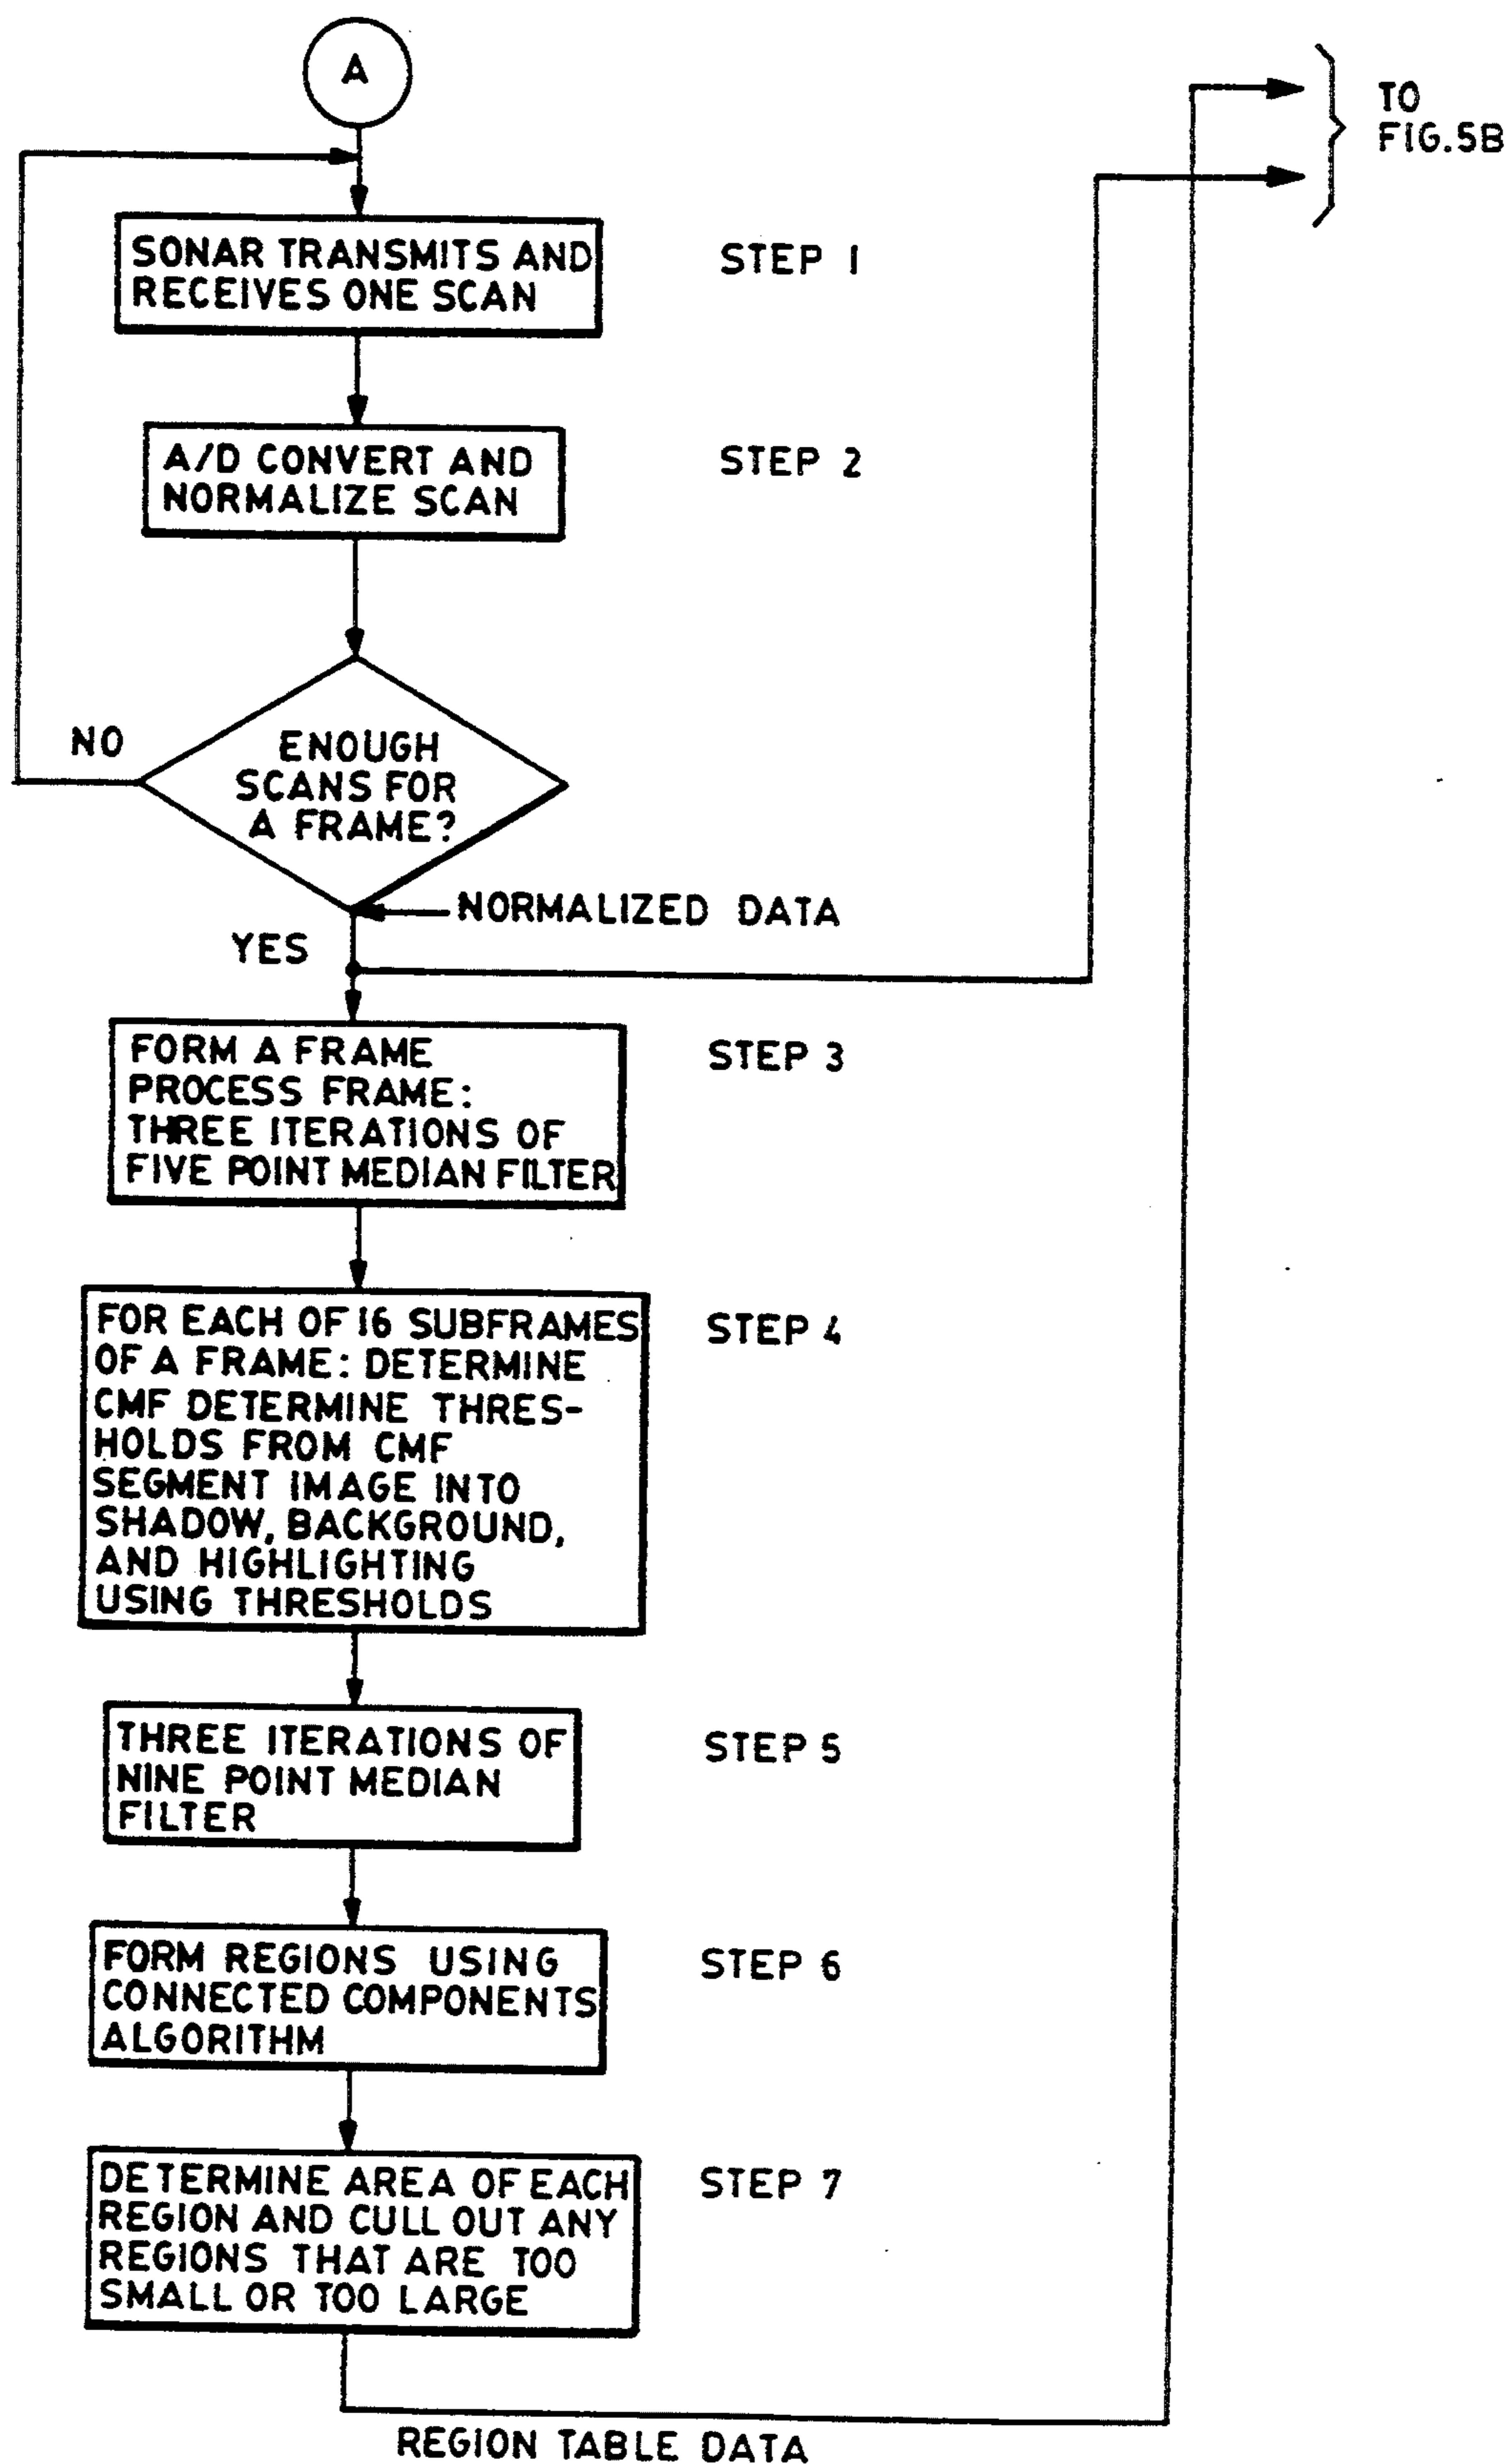 A
TO
FIG.5B
SONAR TRANSMITS AND
RECEIVES ONE SCAN
STEP 1
A/D CONVERT AND
NORMALIZE SCAN
STEP 2
NO
ENOUGH
SCANS FOR
A FRAME?
NORMALIZED DATA
YES
FORM A FRAME
PROCESS FRAME:
THREE ITERATIONS OF
FIVE POINT MEDIAN FILTER
STEP 3
FOR EACH OF 16 SUBFRAMES
OF A FRAME: DETERMINE
CMF DETERMINE THRES-
HOLDS FROM CMF
SEGMENT IMAGE INTO
SHADOW, BACKGROUND,
AND HIGHLIGHTING
USING THRESHOLDS
STEP 4
THREE ITERATIONS OF
NINE POINT MEDIAN
FILTER
STEP 5
FORM REGIONS USING
CONNECTED COMPONENTS
ALGORITHM
STEP 6
DETERMINE AREA OF EACH
REGION AND CULL OUT ANY
REGIONS THAT ARE TOO
SMALL OR TOO LARGE
STEP 7
REGION TABLE DATA